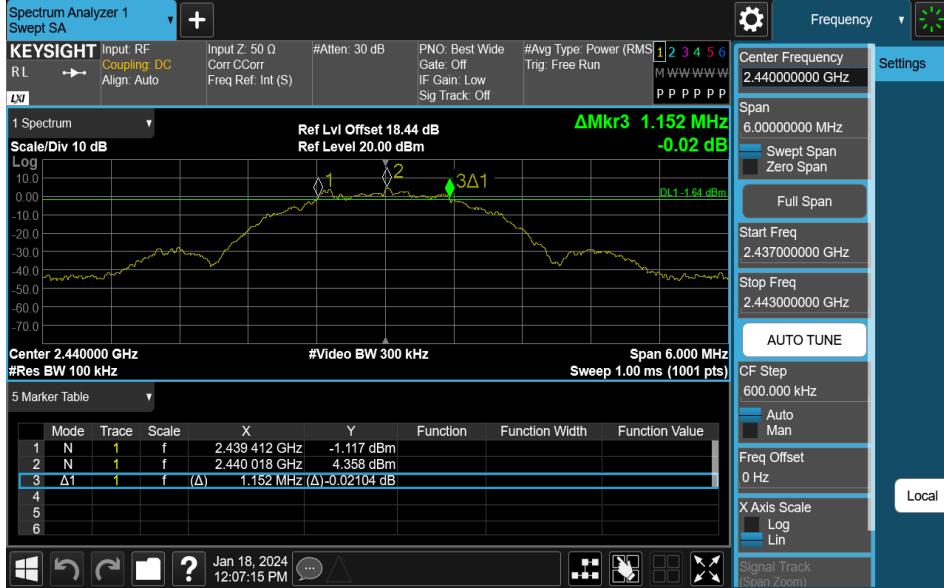 Spectrum Analyzer 1
Swept SA
+
Frequency
KEYSIGHT
Input: RF
Input Z: 50 Ω
#Atten: 30 dB
PNO: Best Wide
#Avg Type: Power (RMS
1 2 3 4 5 6
R L
Coupling: DC
Corr CCorr
Gate: Off
Trig: Free Run
Align: Auto
Freq Ref: Int (S)
IF Gain: Low
M W W W W W
Sig Track: Off
P P P P P P
LXI
Center Frequency
2.440000000 GHz
Settings
Span
6.00000000 MHz
Swept Span
Zero Span
Full Span
Start Freq
2.437000000 GHz
Stop Freq
2.443000000 GHz
AUTO TUNE
CF Step
600.000 kHz
Auto
Man
Freq Offset
0 Hz
X Axis Scale
Log
Lin
Signal Track
(Span Zoom)
Local
1 Spectrum
Ref Lvl Offset 18.44 dB
ΔMkr3 1.152 MHz
Scale/Div 10 dB
Ref Level 20.00 dBm
-0.02 dB
Log
10.0
0.00
-10.0
-20.0
-30.0
-40.0
-50.0
-60.0
-70.0
1
2
3Δ1
DL1 -1.64 dBm
Center 2.440000 GHz
#Video BW 300 kHz
Span 6.000 MHz
#Res BW 100 kHz
Sweep 1.00 ms (1001 pts)
5 Marker Table
Mode Trace Scale X Y Function Function Width Function Value
1 N 1 f 2.439 412 GHz -1.117 dBm
2 N 1 f 2.440 018 GHz 4.358 dBm
3 Δ1 1 f (Δ) 1.152 MHz (Δ) -0.02104 dB
4
5
6
?
Jan 18, 2024
12:07:15 PM